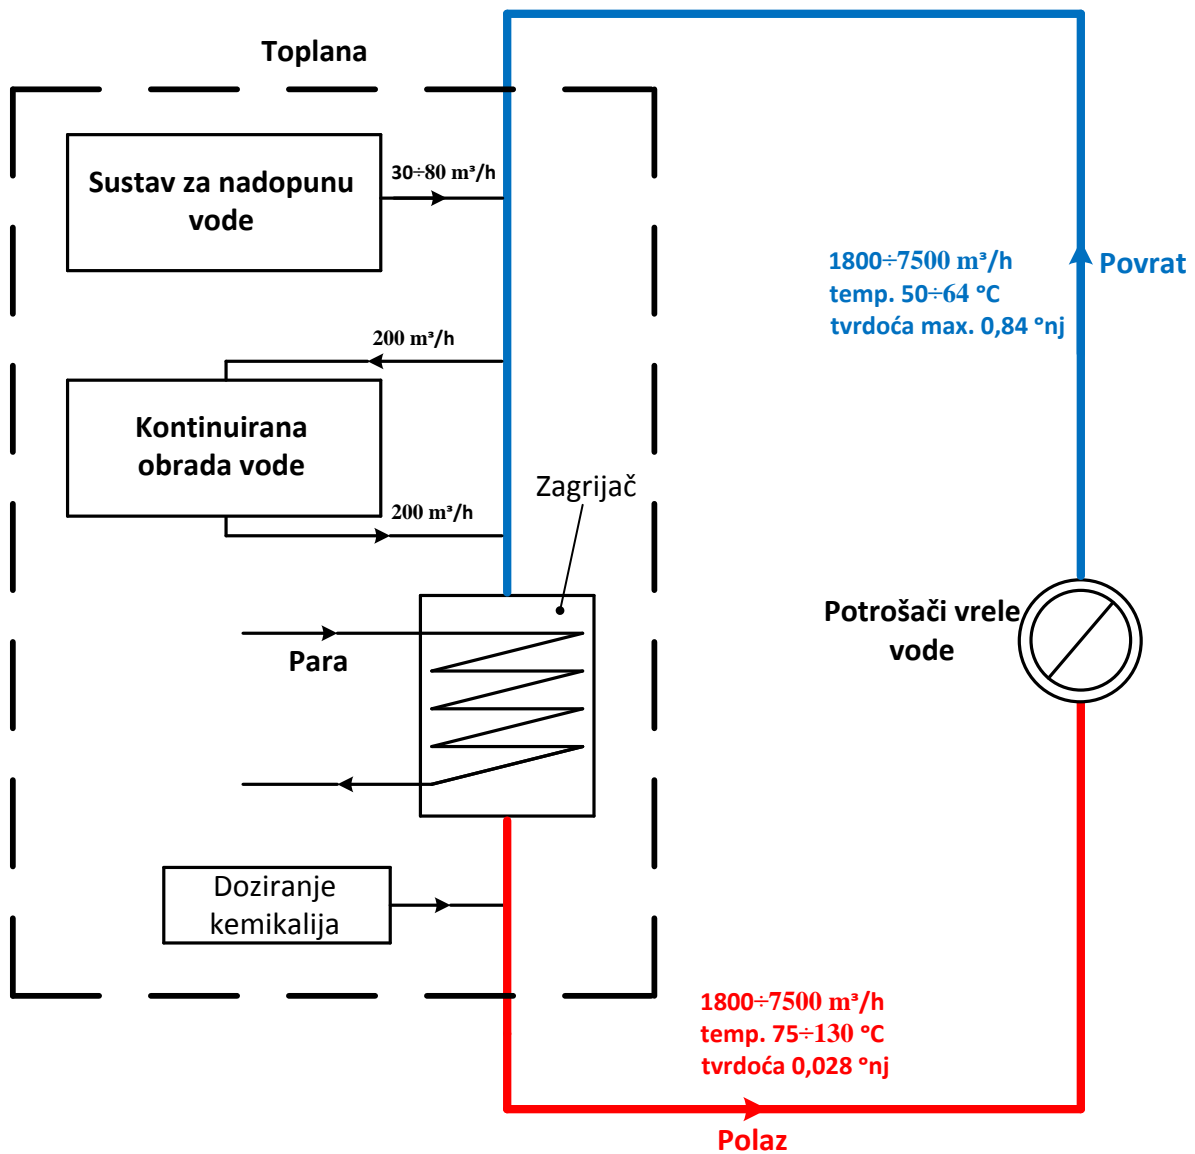 Toplana
Sustav za nadopunu
vode
30÷80 m³/h
1800÷7500 m³/h
temp. 50÷64 °C
tvrdoća max. 0,84 °nj
Povrat
200 m³/h
Kontinuirana
obrada vode
200 m³/h
Zagrijač
Para
Potrošači vrele
vode
Doziranje
kemikalija
1800÷7500 m³/h
temp. 75÷130 °C
tvrdoća 0,028 °nj
Polaz